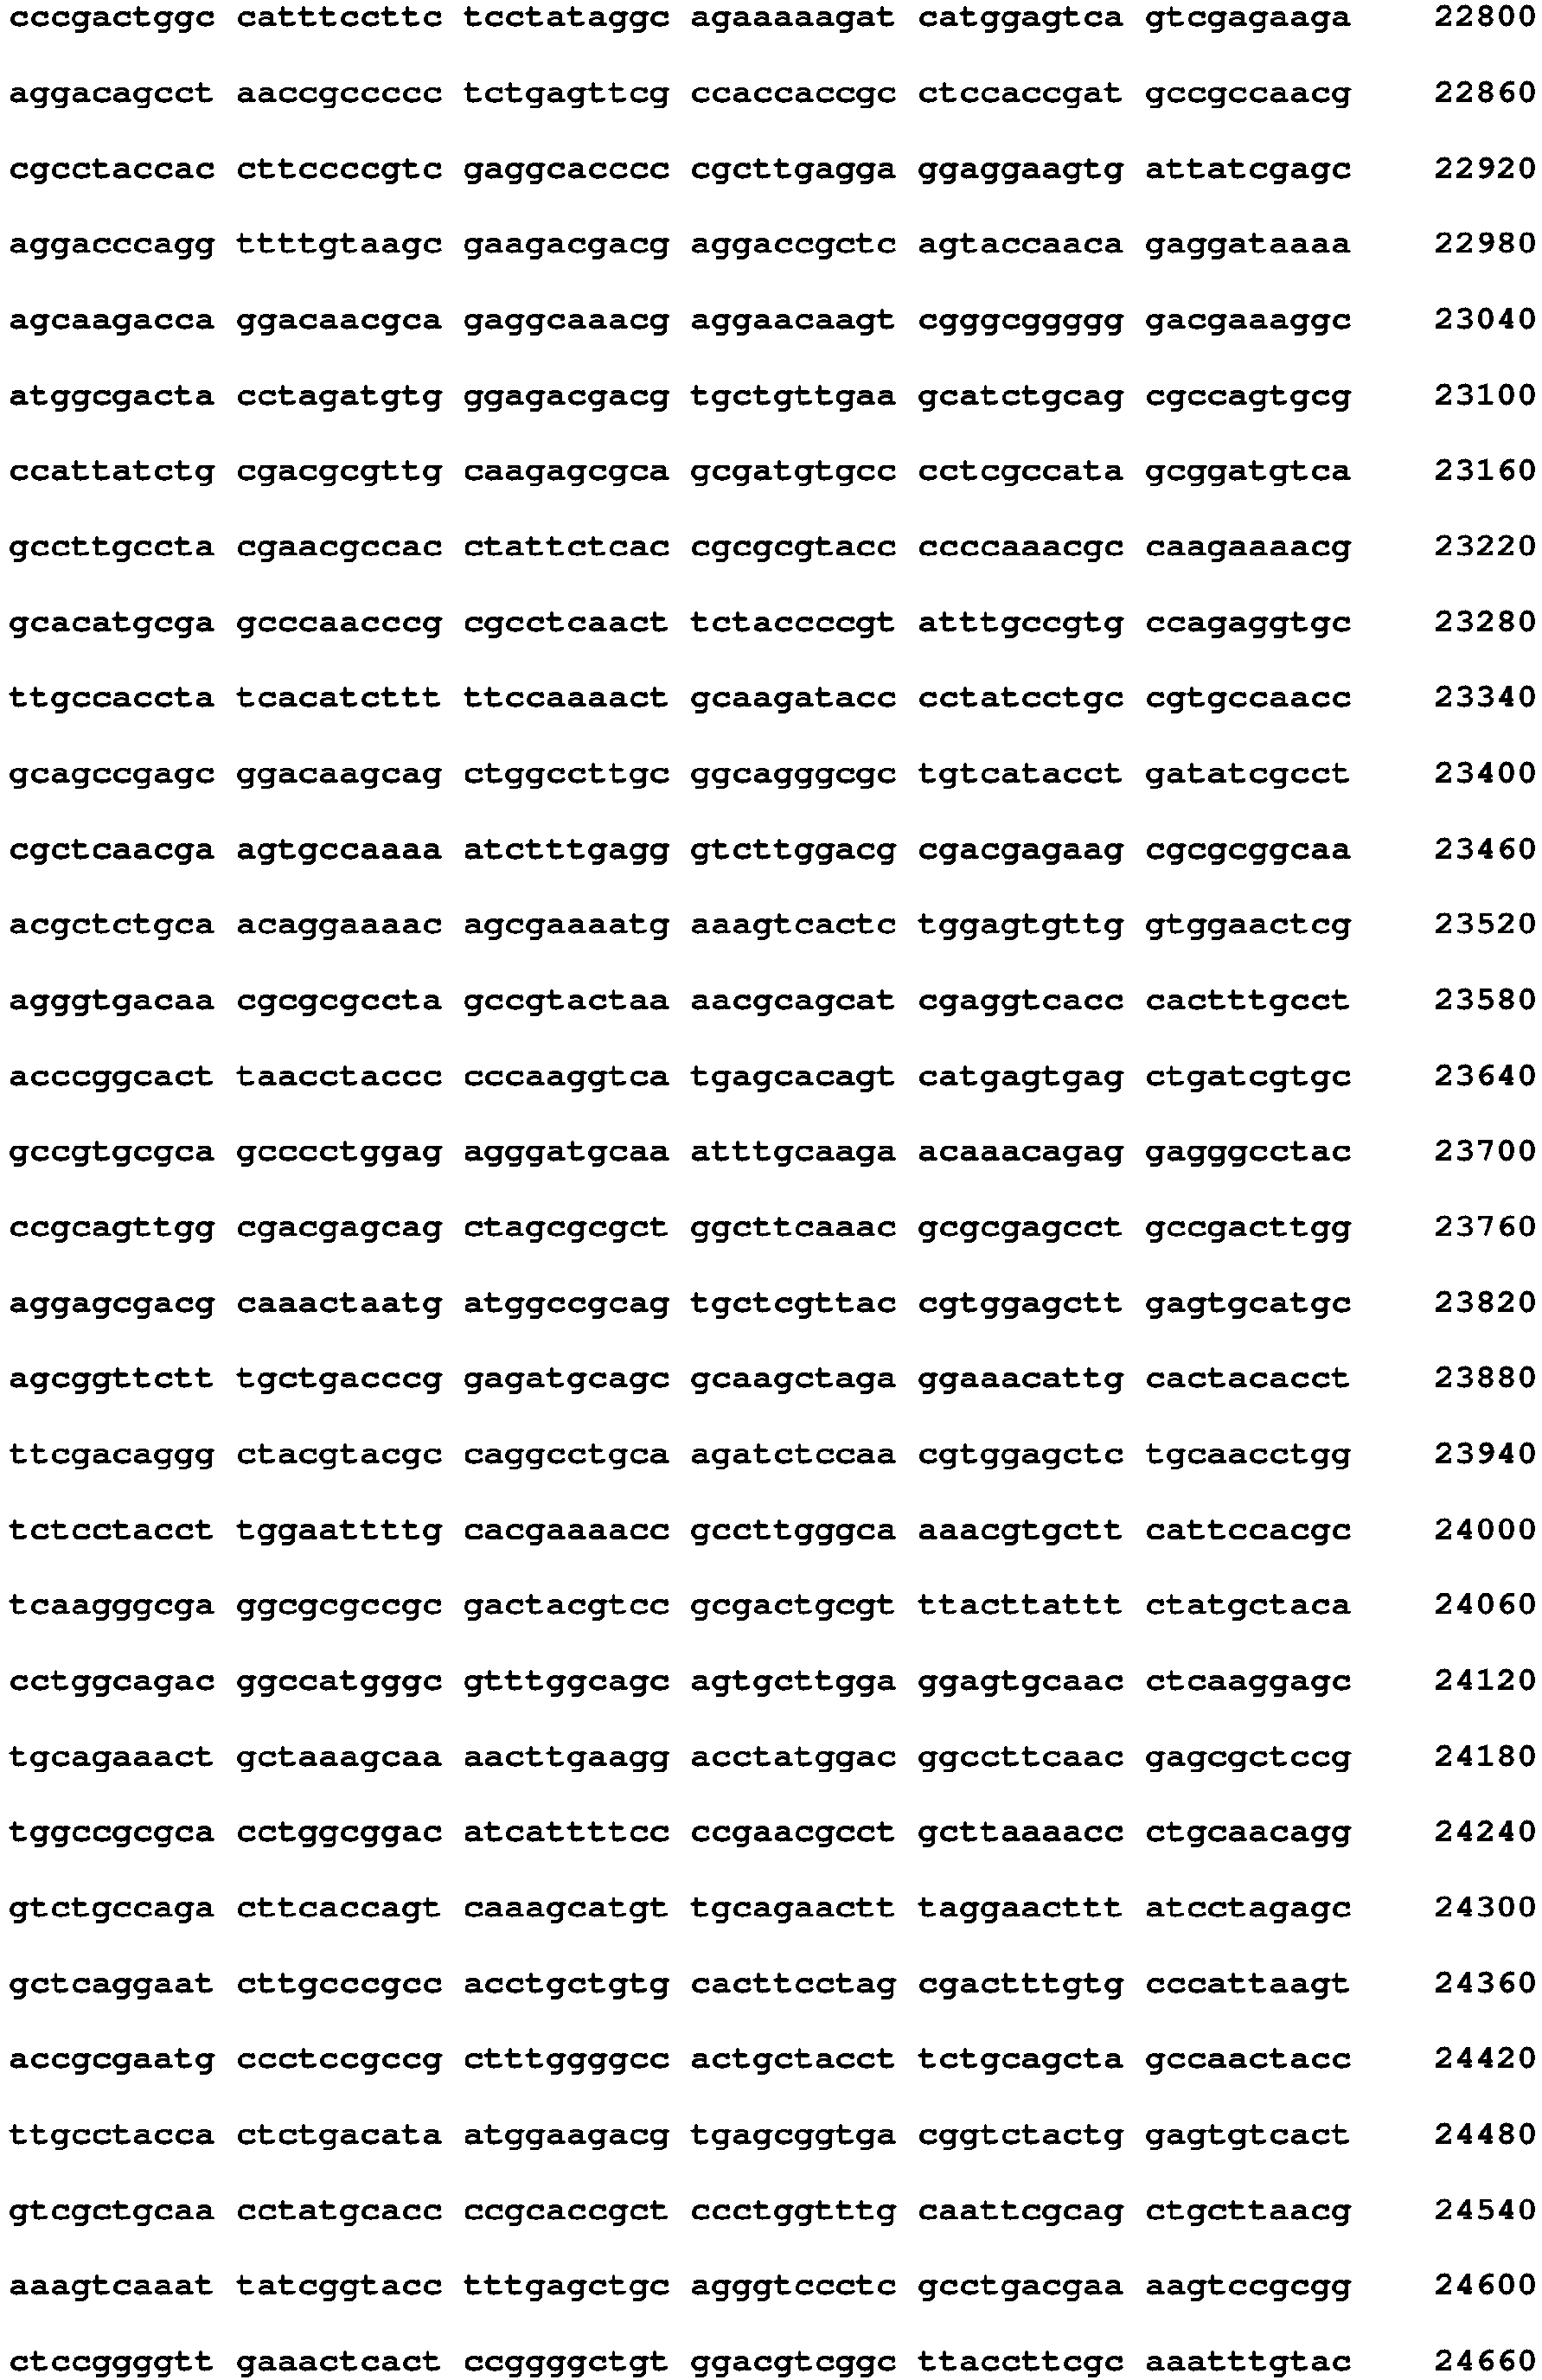 cccgactggc catttccttc tcctataggc agaaaaagat catggagtca gtcgagaaga 22800
aggacagcct aaccgccccc tctgagttcg ccaccaccgc ctccaccgat gccgccaacg 22860
cgcctaccac cttccccgtc gaggcacccc cgcttgagga ggaggaagtg attatcgagc 22920
aggacccagg ttttgtaagc gaagacgacg aggaccgctc agtaccaaca gaggataaaa 22980
agcaagacca ggacaacgca gaggcaaacg aggaacaagt cgggcggggg gacgaaaggc 23040
atggcgacta cctagatgtg ggagacgacg tgctgttgaa gcatctgcag cgccagtgcg 23100
ccattatctg cgacgcgttg caagagcgca gcgatgtgcc cctcgccata gcggatgtca 23160
gccttgccta cgaacgccac ctattctcac cgcgcgtacc ccccaaacgc caagaaaacg 23220
gcacatgcga gcccaacccg cgcctcaact tctaccccgt atttgccgtg ccagaggtgc 23280
ttgccaccta tcacatcttt ttccaaaact gcaagatacc cctatcctgc cgtgccaacc 23340
gcagccgagc ggacaagcag ctggccttgc ggcagggcgc tgtcatacct gatatcgcct 23400
cgctcaacga agtgccaaaa atctttgagg gtcttggacg cgacgagaag cgcgcggcaa 23460
acgctctgca acaggaaaac agcgaaaatg aaagtcactc tggagtgttg gtggaactcg 23520
agggtgacaa cgcgcgccta gccgtactaa aacgcagcat cgaggtcacc cactttgcct 23580
acccggcact taacctaccc cccaaggtca tgagcacagt catgagtgag ctgatcgtgc 23640
gccgtgcgca gcccctggag agggatgcaa atttgcaaga acaaacagag gagggcctac 23700
ccgcagttgg cgacgagcag ctagcgcgct ggcttcaaac gcgcgagcct gccgacttgg 23760
aggagcgacg caaactaatg atggccgcag tgctcgttac cgtggagctt gagtgcatgc 23820
agcggttctt tgctgacccg gagatgcagc gcaagctaga ggaaacattg cactacacct 23880
ttcgacaggg ctacgtacgc caggcctgca agatctccaa cgtggagctc tgcaacctgg 23940
tctcctacct tggaattttg cacgaaaacc gccttgggca aaacgtgctt cattccacgc 24000
tcaagggcga ggcgcgccgc gactacgtcc gcgactgcgt ttacttattt ctatgctaca 24060
cctggcagac ggccatgggc gtttggcagc agtgcttgga ggagtgcaac ctcaaggagc 24120
tgcagaaact gctaaagcaa aacttgaagg acctatggac ggccttcaac gagcgctccg 24180
tggccgcgca cctggcggac atcattttcc ccgaacgcct gcttaaaacc ctgcaacagg 24240
gtctgccaga cttcaccagt caaagcatgt tgcagaactt taggaacttt atcctagagc 24300
gctcaggaat cttgcccgcc acctgctgtg cacttcctag cgactttgtg cccattaagt 24360
accgcgaatg ccctccgccg ctttggggcc actgctacct tctgcagcta gccaactacc 24420
ttgcctacca ctctgacata atggaagacg tgagcggtga cggtctactg gagtgtcact 24480
gtcgctgcaa cctatgcacc ccgcaccgct ccctggtttg caattcgcag ctgcttaacg 24540
aaagtcaaat tatcggtacc tttgagctgc agggtccctc gcctgacgaa aagtccgcgg 24600
ctccggggtt gaaactcact ccggggctgt ggacgtcggc ttaccttcgc aaatttgtac 24660